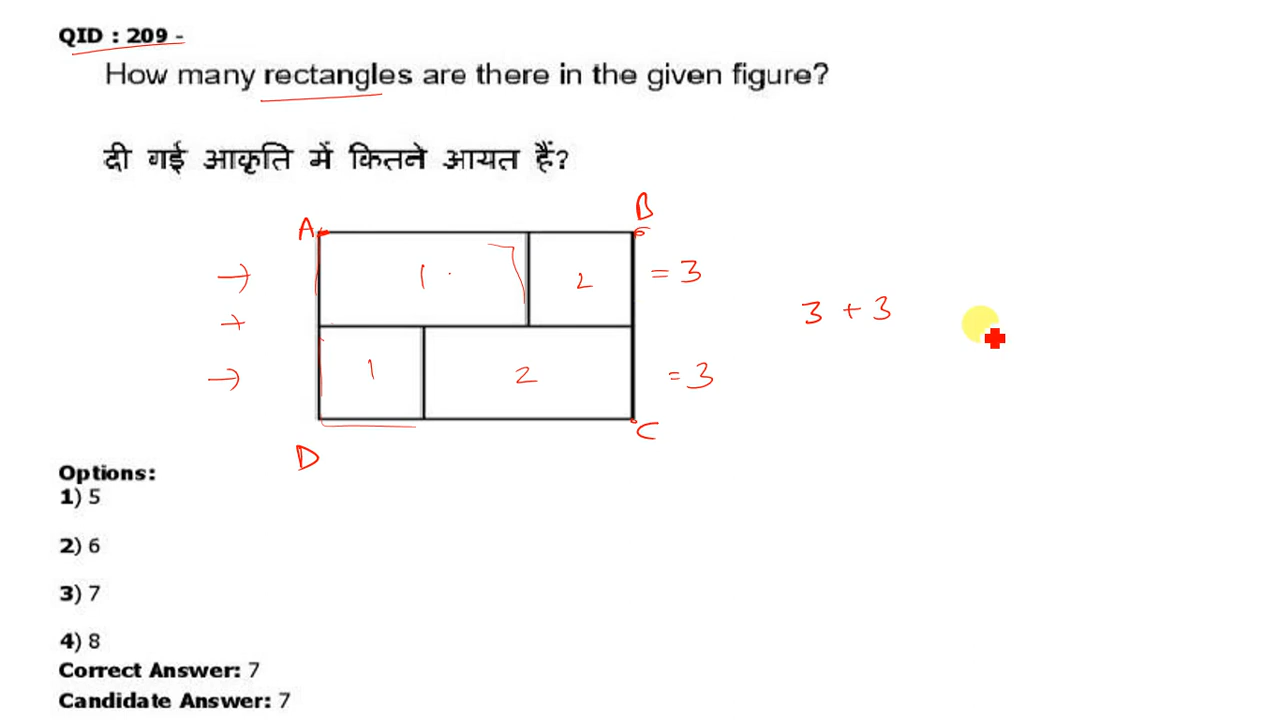 QID : 209 -
How many rectangles are there in the given figure?
दी गई आकृति में कितने आयत हैं?
A
B
→ 1 2 = 3
+
3 + 3
→ 1 2 = 3
D
C
Options:
1) 5
2) 6
3) 7
4) 8
Correct Answer: 7
Candidate Answer: 7